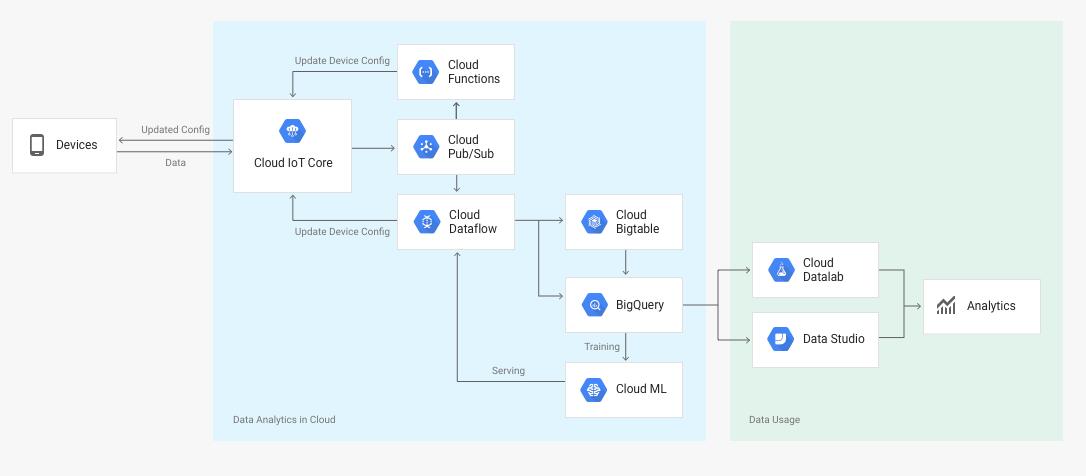 Update Device Config
Cloud
Functions
Devices
Updated Config
Data
Cloud IoT Core
Cloud
Pub/Sub
Update Device Config
Cloud
Dataflow
Cloud
Bigtable
BigQuery
Training
Serving
Cloud ML
Data Analytics in Cloud
Cloud
Datalab
Data Studio
Analytics
Data Usage